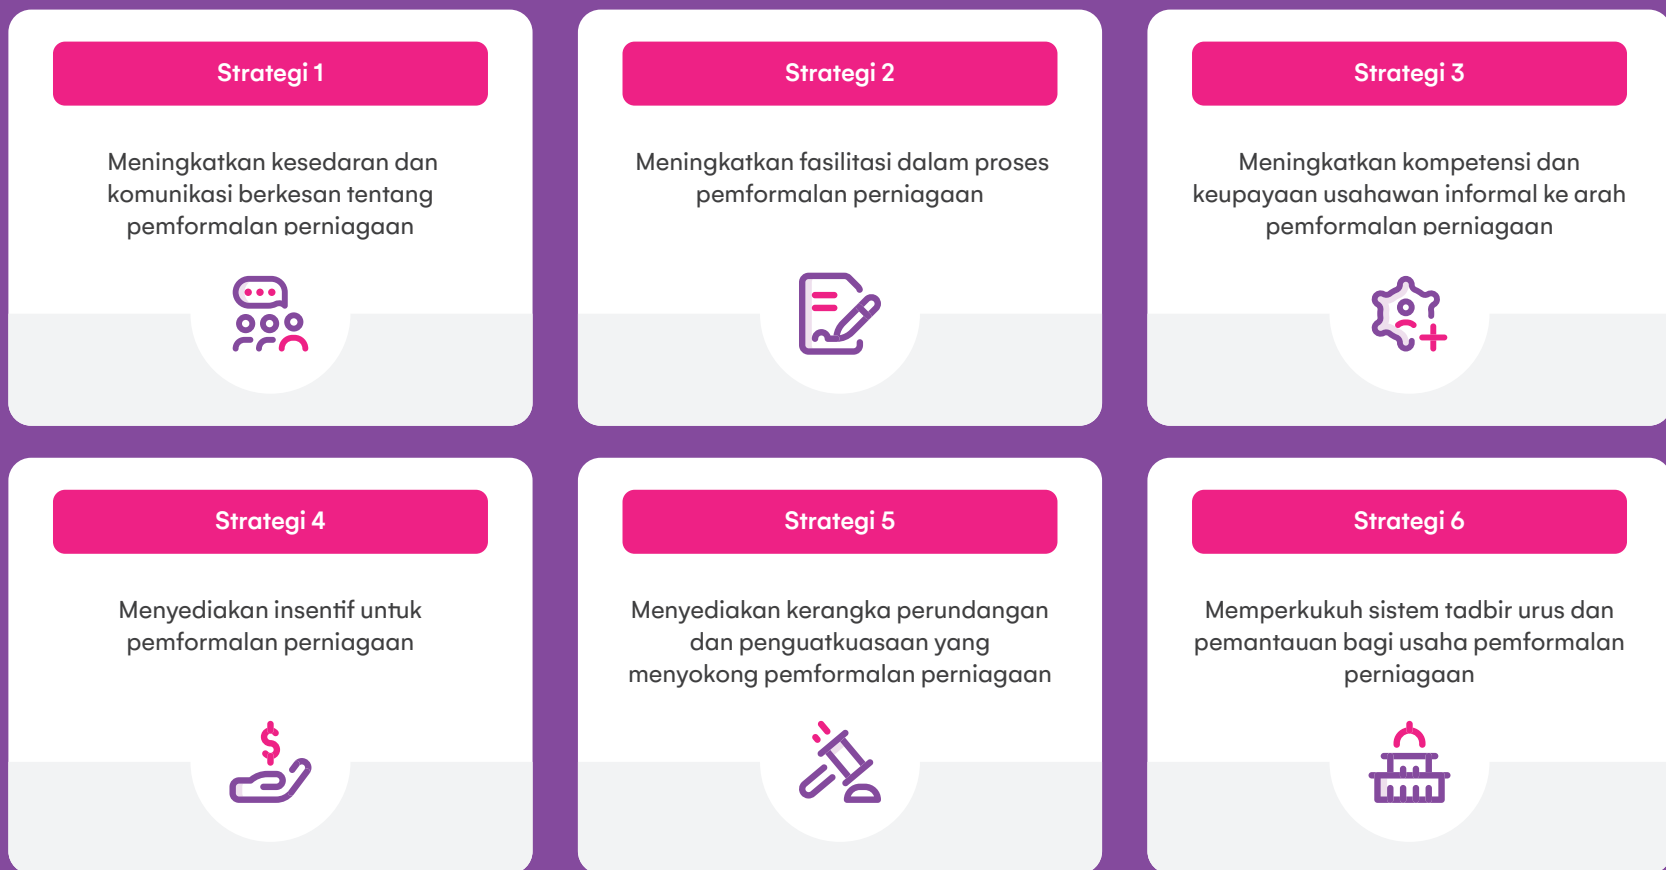 Strategi 1
Meningkatkan kesedaran dan
komunikasi berkesan tentang
pemformalan perniagaan
Strategi 2
Meningkatkan fasilitasi dalam proses
pemformalan perniagaan
Strategi 3
Meningkatkan kompetensi dan
keupayaan usahawan informal ke arah
pemformalan perniagaan
Strategi 4
Menyediakan insentif untuk
pemformalan perniagaan
Strategi 5
Menyediakan kerangka perundangan
dan penguatkuasaan yang
menyokong pemformalan perniagaan
Strategi 6
Memperkukuh sistem tadbir urus dan
pemantauan bagi usaha pemformalan
perniagaan